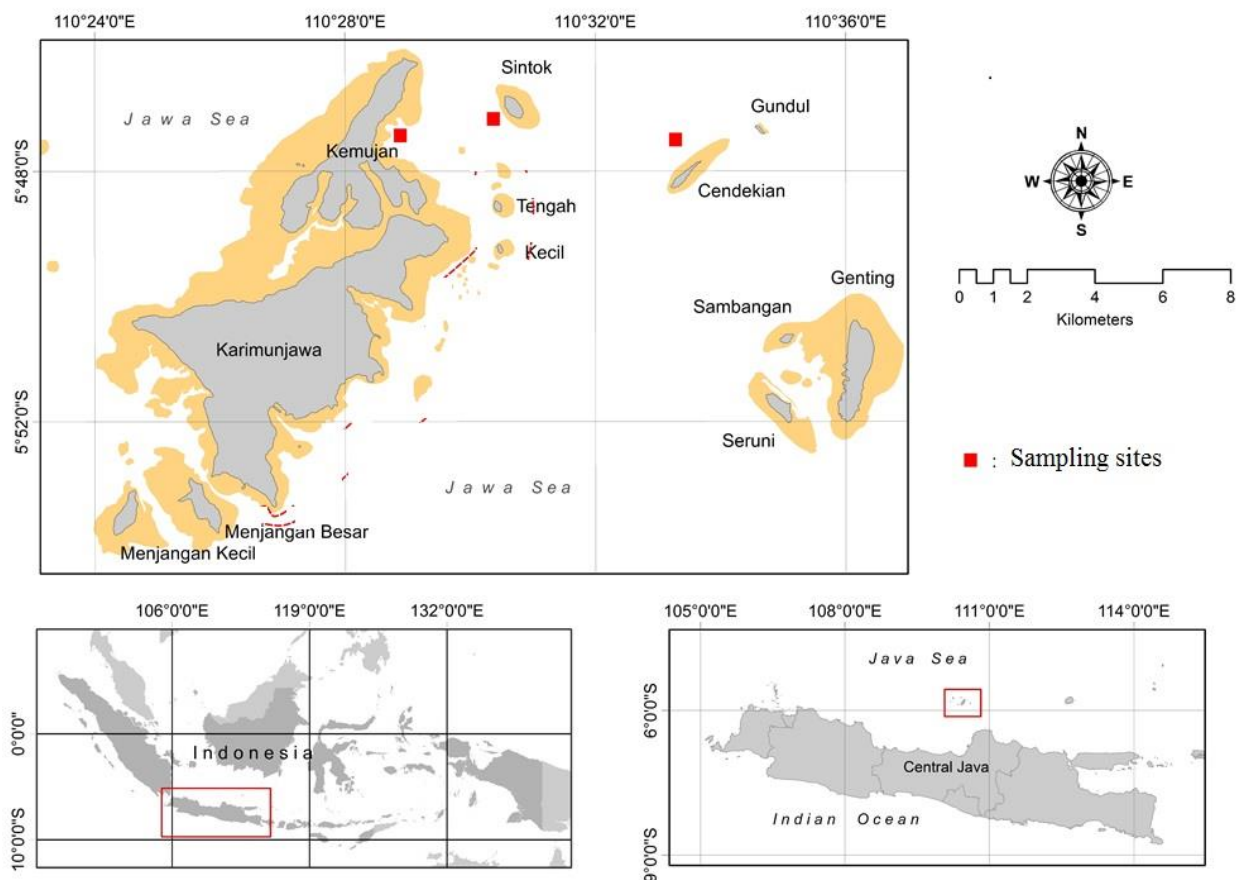 110°24'0"E 110°28'0"E 110°32'0"E 110°36'0"E
Sintok
Jawa Sea
Gundul
Kemujan
5°48'0"S
Cendekian
Tengah
Kecil
Genting
Sambangan
Karimunjawa
5°52'0"S
Seruni
Jawa Sea
Menjangan Besar
Menjangan Kecil
N
W E
S
0 1 2 4 6 8
Kilometers
: Sampling sites
106°0'0"E 119°0'0"E 132°0'0"E
0°0'0"
Indonesia
10°0'0"S
105°0'0"E 108°0'0"E 111°0'0"E 114°0'0"E
Java Sea
6°0'0"S
Central Java
Indian Ocean
9°0'0"S